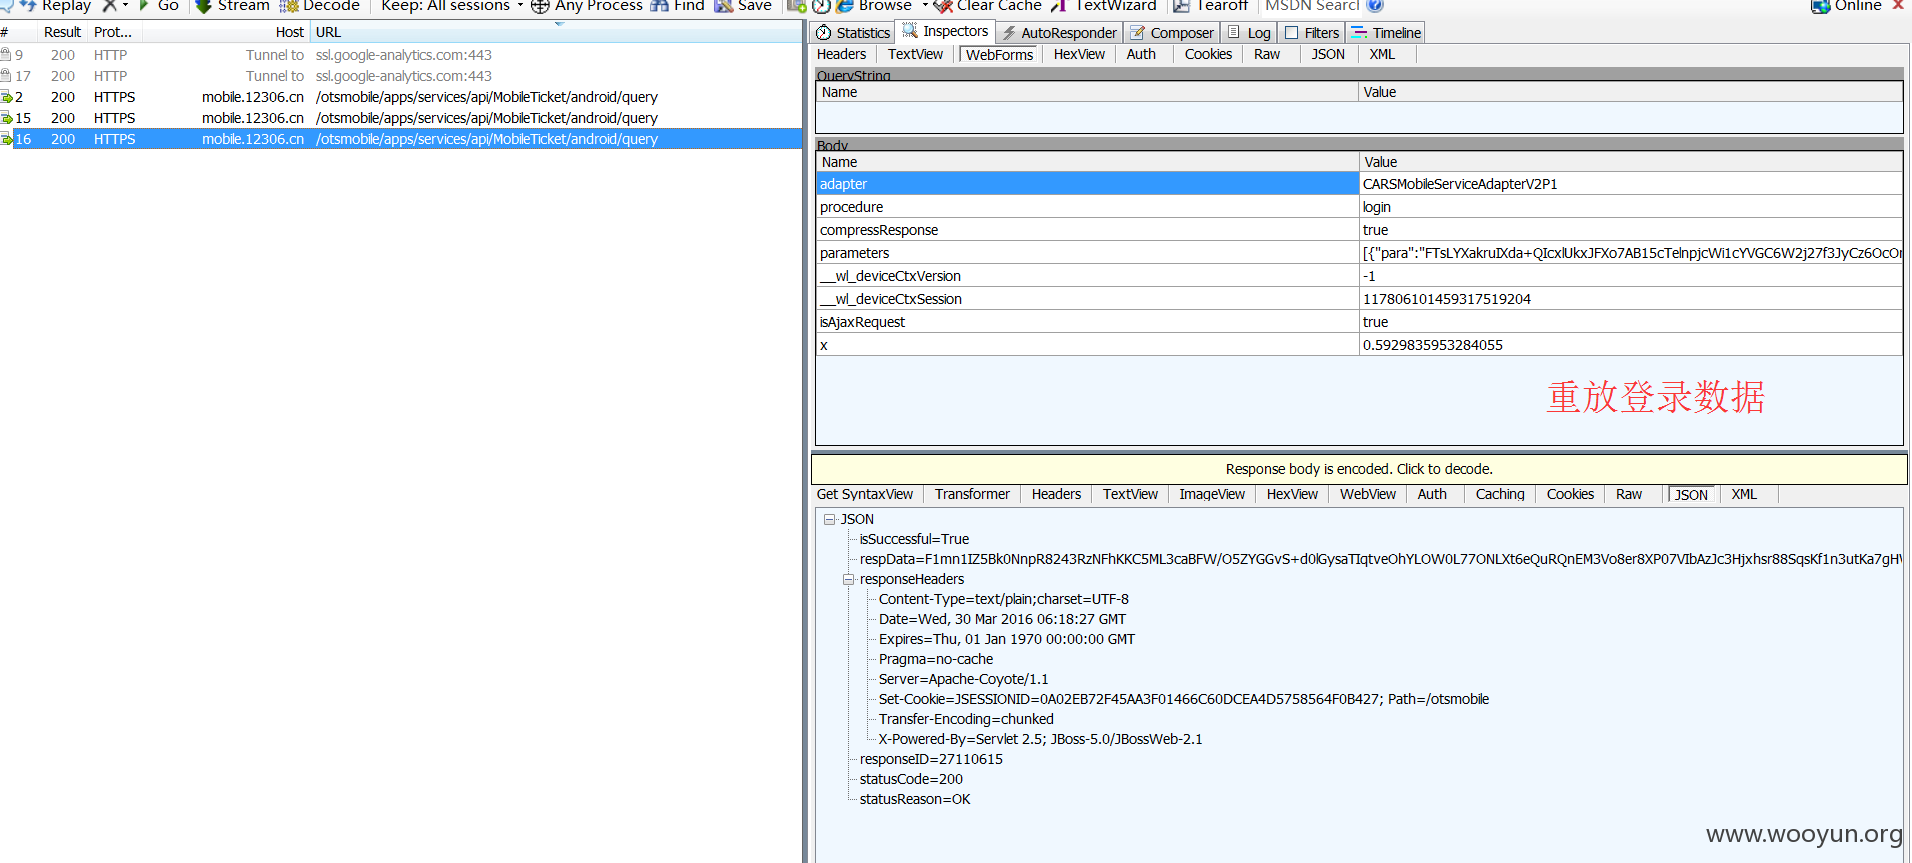 Replay X Go Stream Decode Keep: All sessions Any Process Find Save Browse Clear Cache TextWizard Tearoff MSDN Search Online
# Result Prot... Host URL
9 200 HTTP Tunnel to ssl.google-analytics.com:443
17 200 HTTP Tunnel to ssl.google-analytics.com:443
2 200 HTTPS mobile.12306.cn /otsmobile/apps/services/api/MobileTicket/android/query
15 200 HTTPS mobile.12306.cn /otsmobile/apps/services/api/MobileTicket/android/query
16 200 HTTPS mobile.12306.cn /otsmobile/apps/services/api/MobileTicket/android/query
Statistics Inspectors AutoResponder Composer Log Filters Timeline
Headers TextView WebForms HexView Auth Cookies Raw JSON XML
QueryString
Name Value
Body
Name Value
adapter CARSMobileServiceAdapterV2P1
procedure login
compressResponse true
parameters [{"para":"FTsLYXakruIXda+QIcxlUkxJFXo7AB15cTelnpjcWi1cYVGC6W2j27f3JyCz6OcOr
__wl_deviceCtxVersion -1
__wl_deviceCtxSession 117806101459317519204
isAjaxRequest true
x 0.5929835953284055
重放登录数据
Response body is encoded. Click to decode.
Get SyntaxView Transformer Headers TextView ImageView HexView WebView Auth Caching Cookies Raw JSON XML
JSON
isSuccessful=True
respData=F1mn1IZ5Bk0NnpR8243RzNFhKKC5ML3caBFW/O5ZYGGvS+d0lGysaTIqtveOhYLOW0L77ONLXt6eQuRQnEM3Vo8er8XP07VIbAzJc3Hjxhsr88SqsKf1n3utKa7gH
responseHeaders
Content-Type=text/plain;charset=UTF-8
Date=Wed, 30 Mar 2016 06:18:27 GMT
Expires=Thu, 01 Jan 1970 00:00:00 GMT
Pragma=no-cache
Server=Apache-Coyote/1.1
Set-Cookie=JSESSIONID=0A02EB72F45AA3F01466C60DCEA4D5758564F0B427; Path=/otsmobile
Transfer-Encoding=chunked
X-Powered-By=Servlet 2.5; JBoss-5.0/JBossWeb-2.1
responseID=27110615
statusCode=200
statusReason=OK
www.wooyun.org